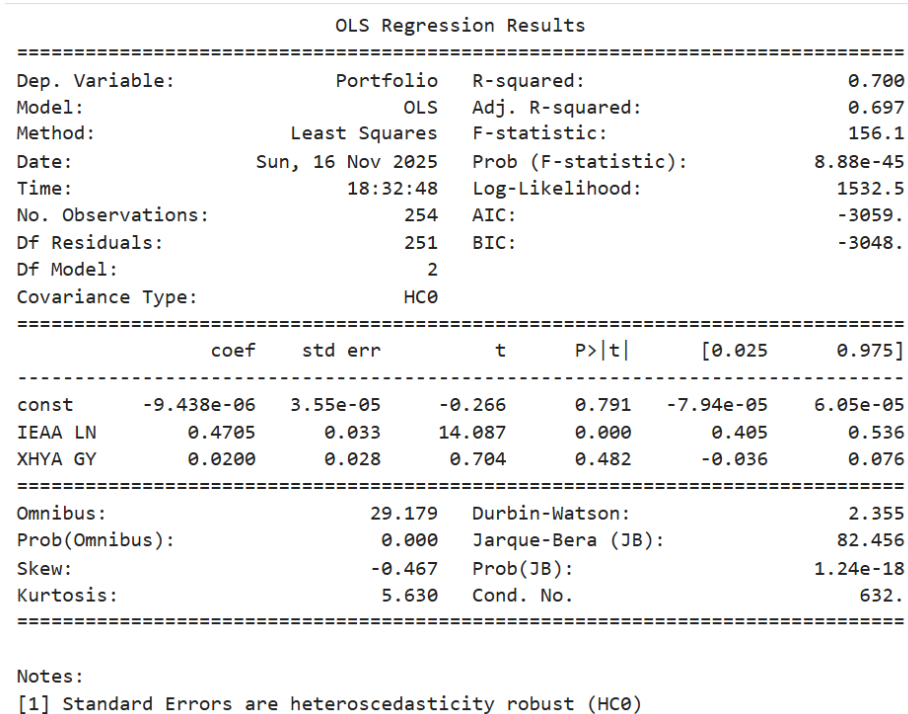 OLS Regression Results
==============================================================================
Dep. Variable:              Portfolio   R-squared:                       0.700
Model:                            OLS   Adj. R-squared:                  0.697
Method:                 Least Squares   F-statistic:                     156.1
Date:                Sun, 16 Nov 2025   Prob (F-statistic):           8.88e-45
Time:                        18:32:48   Log-Likelihood:                 1532.5
No. Observations:                 254   AIC:                            -3059.
Df Residuals:                     251   BIC:                            -3048.
Df Model:                           2
Covariance Type:                  HC0
==============================================================================
                 coef    std err          t      P>|t|      [0.025      0.975]
------------------------------------------------------------------------------
const      -9.438e-06   3.55e-05     -0.266      0.791   -7.94e-05    6.05e-05
IEAA LN        0.4705      0.033     14.087      0.000       0.405       0.536
XHYA GY        0.0200      0.028      0.704      0.482      -0.036       0.076
==============================================================================
Omnibus:                       29.179   Durbin-Watson:                   2.355
Prob(Omnibus):                  0.000   Jarque-Bera (JB):               82.456
Skew:                          -0.467   Prob(JB):                     1.24e-18
Kurtosis:                       5.630   Cond. No.                         632.
==============================================================================
Notes:
[1] Standard Errors are heteroscedasticity robust (HC0)